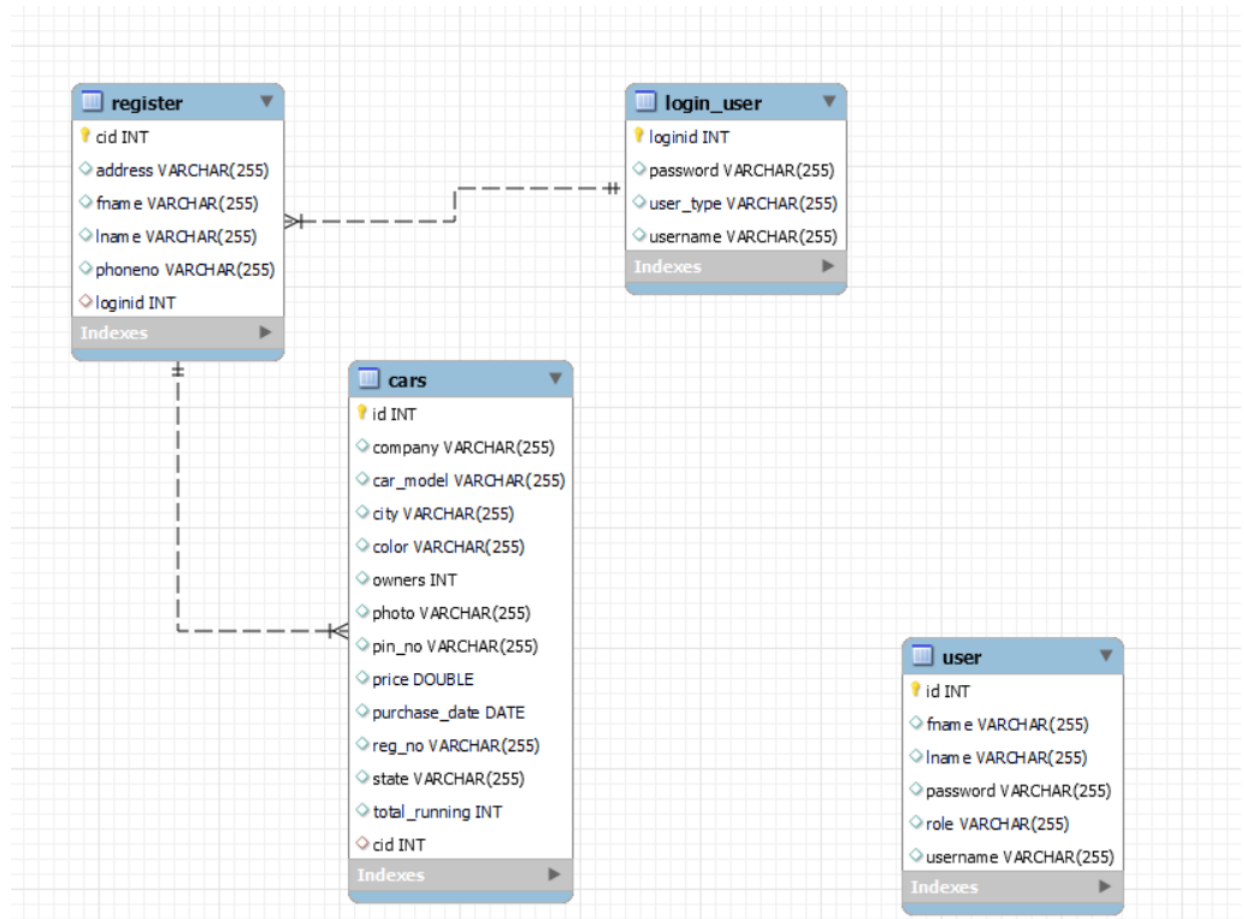 register
cid INT
address VARCHAR(255)
fname VARCHAR(255)
lname VARCHAR(255)
phoneno VARCHAR(255)
loginid INT
Indexes
login_user
loginid INT
password VARCHAR(255)
user_type VARCHAR(255)
username VARCHAR(255)
Indexes
cars
id INT
company VARCHAR(255)
car_model VARCHAR(255)
city VARCHAR(255)
color VARCHAR(255)
owners INT
photo VARCHAR(255)
pin_no VARCHAR(255)
price DOUBLE
purchase_date DATE
reg_no VARCHAR(255)
state VARCHAR(255)
total_running INT
cid INT
Indexes
user
id INT
fname VARCHAR(255)
lname VARCHAR(255)
password VARCHAR(255)
role VARCHAR(255)
username VARCHAR(255)
Indexes